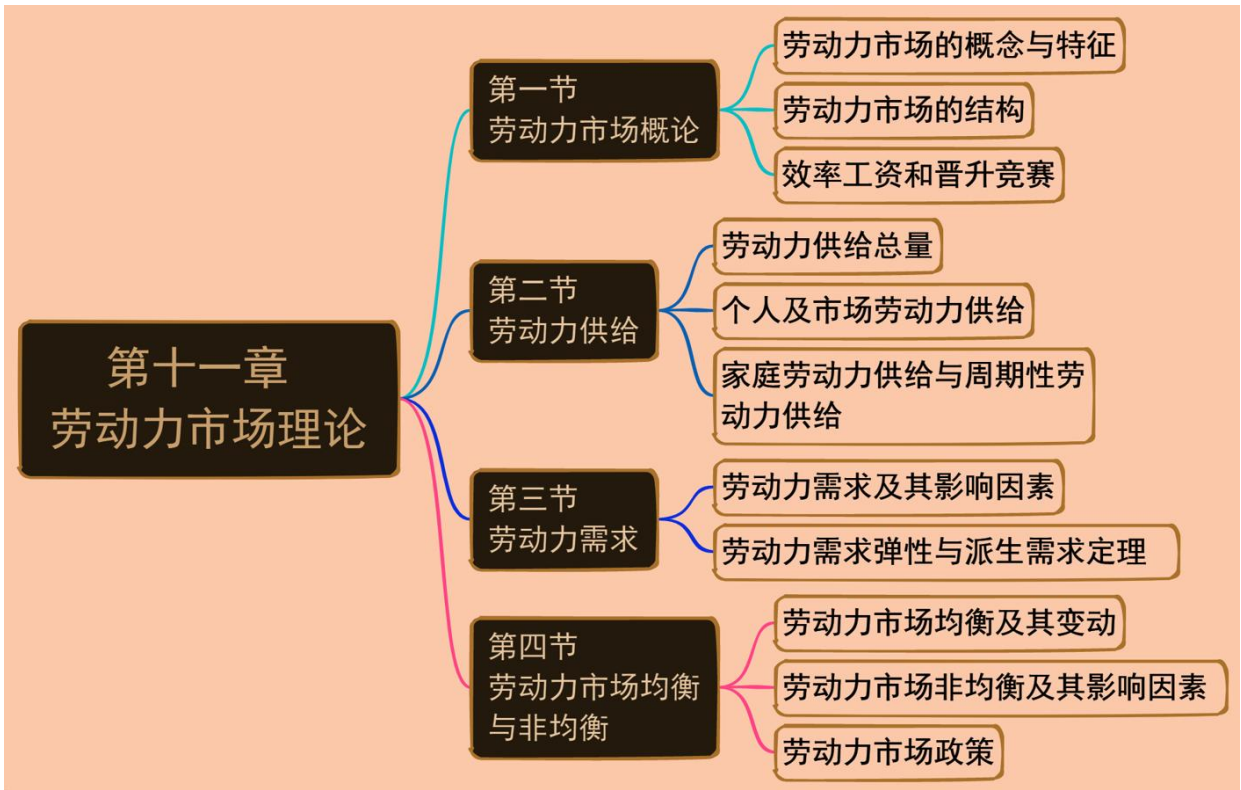 第十一章
劳动力市场理论
第一节
劳动力市场概论
劳动力市场的概念与特征
劳动力市场的结构
效率工资和晋升竞赛
第二节
劳动力供给
劳动力供给总量
个人及市场劳动力供给
家庭劳动力供给与周期性劳
动力供给
第三节
劳动力需求
劳动力需求及其影响因素
劳动力需求弹性与派生需求定理
第四节
劳动力市场均衡
与非均衡
劳动力市场均衡及其变动
劳动力市场非均衡及其影响因素
劳动力市场政策